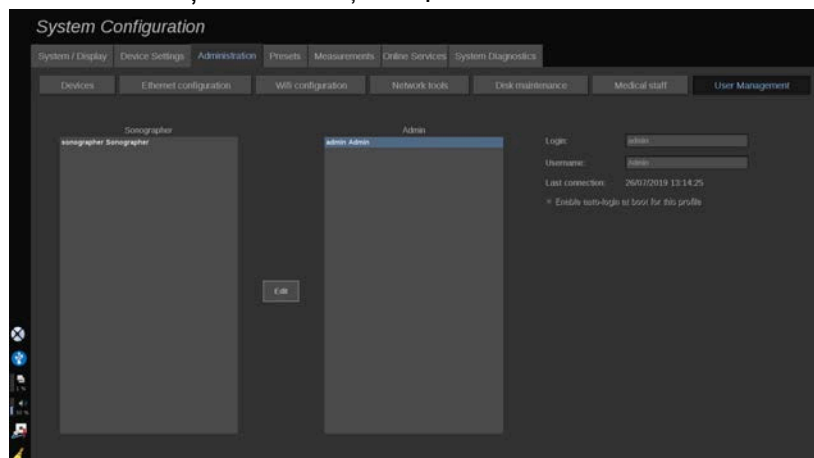 System Configuration
System / Display Device Settings Administration Presets Measurements Online Services System Diagnostics
Devices Ethernet configuration Wifi configuration Network tools Disk maintenance Medical staff User Management
Sonographer Admin
sonographer Sonographer admin Admin
Login: admin
Username: Admin
Last connection: 26/07/2019 13:14:25
Enable auto-login at boot for this profile
Edit